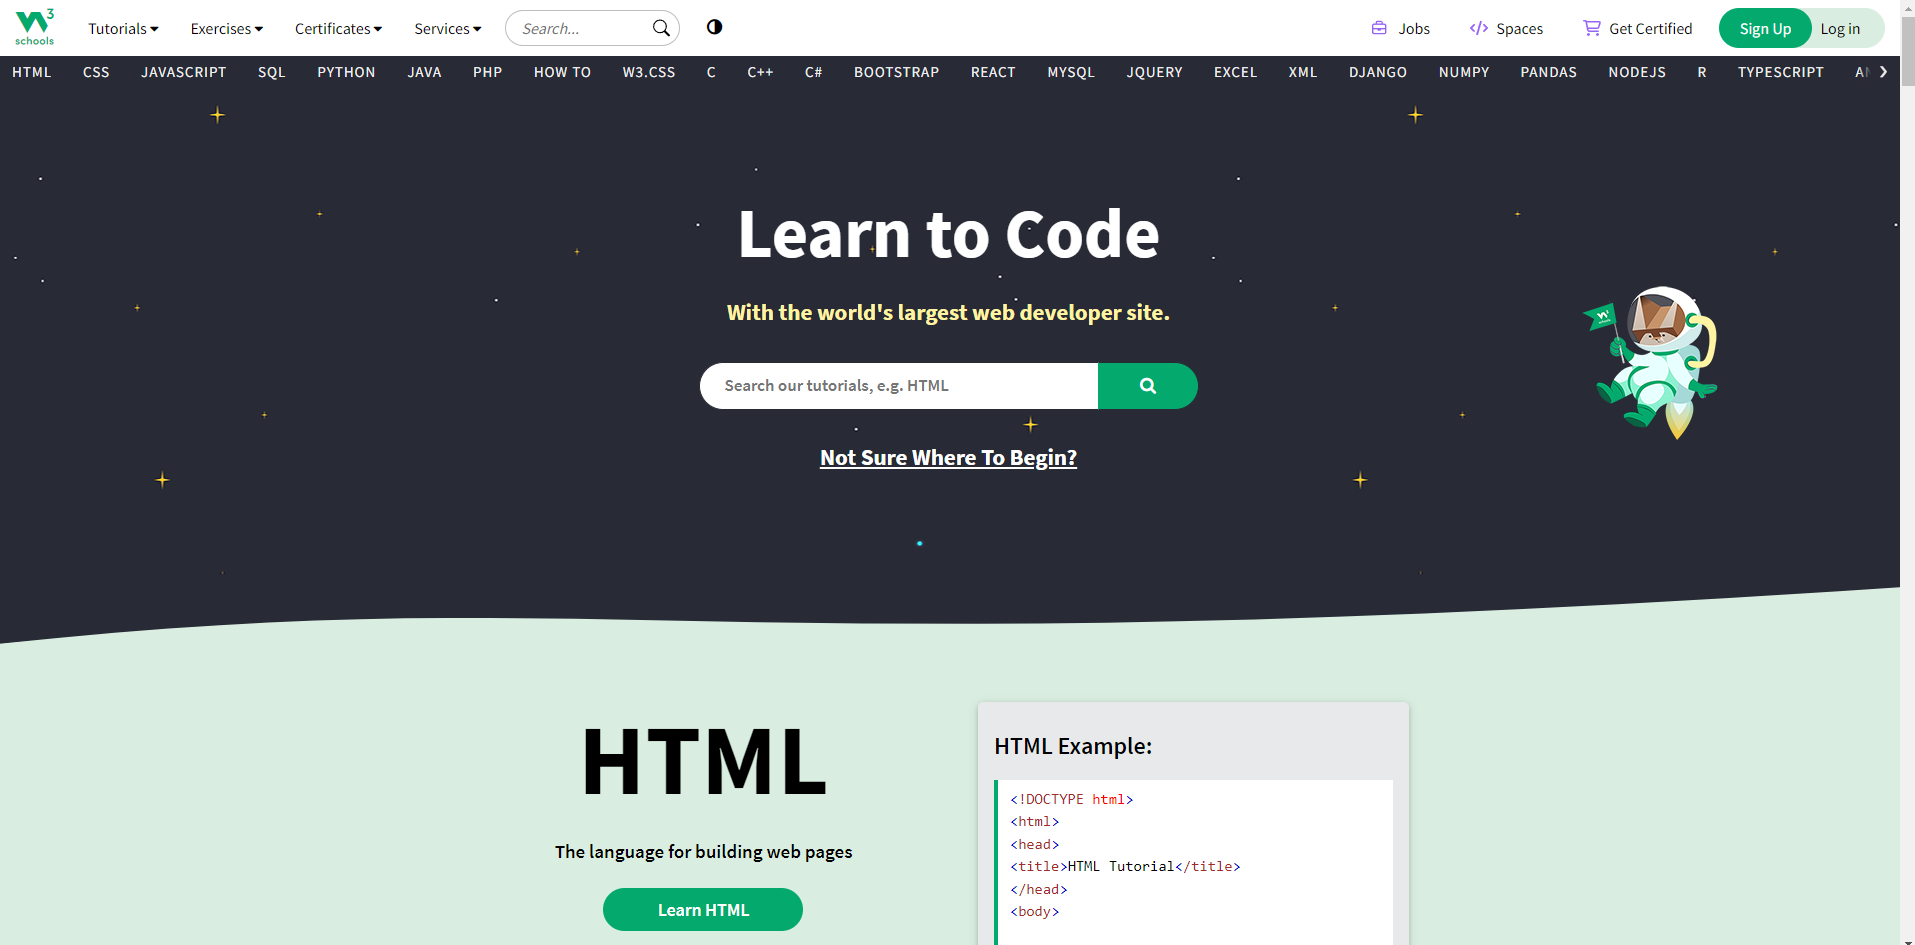 W3 schools
Tutorials Exercises Certificates Services Search... Jobs Spaces Get Certified Sign Up Log in
HTML CSS JAVASCRIPT SQL PYTHON JAVA PHP HOW TO W3.CSS C C++ C# BOOTSTRAP REACT MYSQL JQUERY EXCEL XML DJANGO NUMPY PANDAS NODEJS R TYPESCRIPT
Learn to Code
With the world's largest web developer site.
Search our tutorials, e.g. HTML
Not Sure Where To Begin?
HTML
The language for building web pages
Learn HTML
HTML Example:
<!DOCTYPE html>
<html>
<head>
<title>HTML Tutorial</title>
</head>
<body>